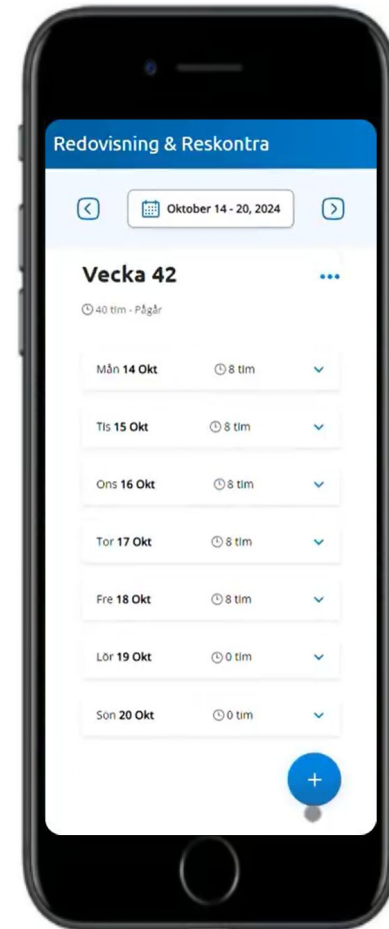 Redovisning & Reskontra
Oktober 14 - 20, 2024
Vecka 42
40 tim - Pågår
Mån 14 Okt 8 tim
Tis 15 Okt 8 tim
Ons 16 Okt 8 tim
Tor 17 Okt 8 tim
Fre 18 Okt 8 tim
Lör 19 Okt 0 tim
Sön 20 Okt 0 tim